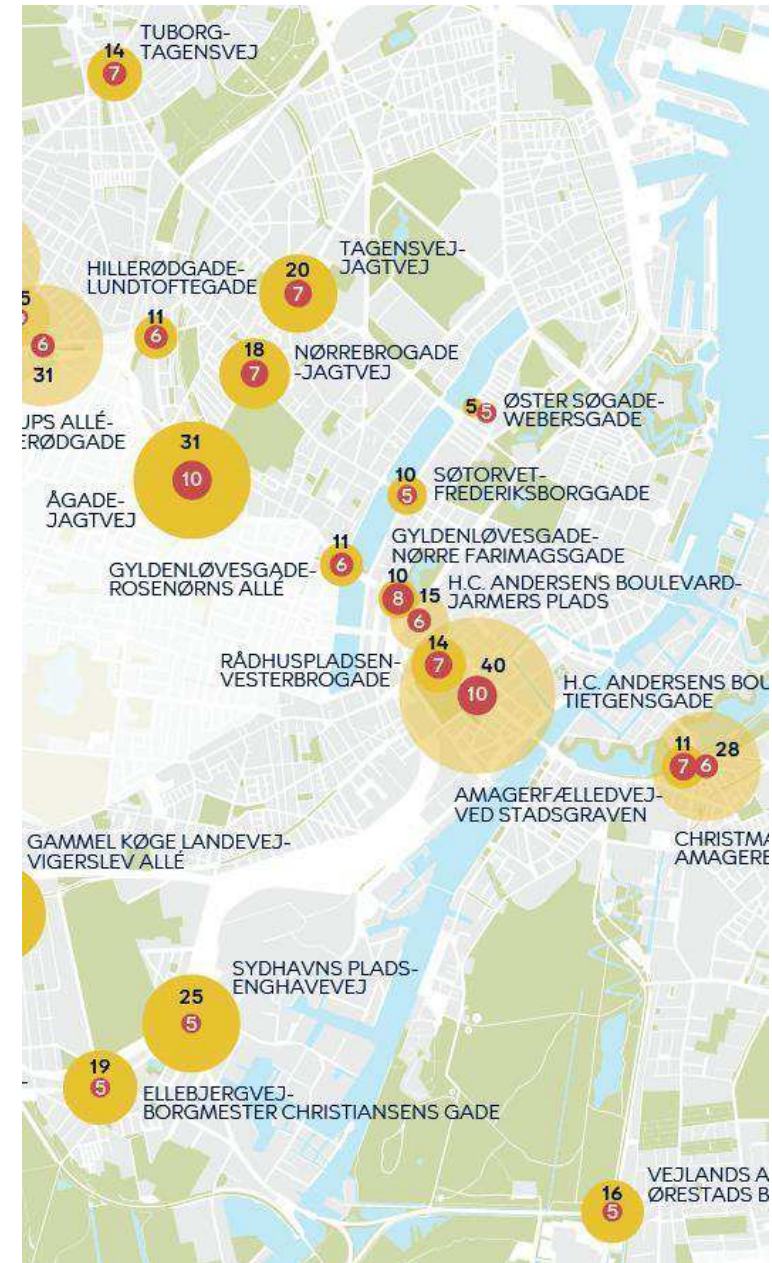 TUBORG-
TAGENSVEJ
14
7
TAGENSVEJ-
JAGTVEJ
20
7
HILLERØDGADE-
LUNDTOFTEGADE
11
6
5
6
31
NØRREBROGADE
-JAGTVEJ
18
7
5
5
ØSTER SØGADE-
WEBERSGADE
UPS ALLÉ-
ERØDGADE
31
10
ÅGADE-
JAGTVEJ
10
5
SØTORVET-
FREDERIKSBORGGADE
11
6
GYLDENLØVESGADE-
ROSENØRNS ALLÉ
GYLDENLØVESGADE-
NØRRE FARIMAGSGADE
10
8
15
6
H.C. ANDERSENS BOULEVARD-
JARMERS PLADS
14
7
RÅDHUSPLADSEN-
VESTERBROGADE
40
10
H.C. ANDERSENS BOU
TIETGENSGADE
11
7
6
28
AMAGERFÆLLEDVEJ-
VED STADSGRAVEN
CHRISTMA
AMAGERB
GAMMEL KØGE LANDEVEJ-
VIGERSLEV ALLÉ
SYDHAVNS PLADS-
ENGHAVEVEJ
25
5
19
5
ELLEBJERGVEJ-
BORGMESTER CHRISTIANSENS GADE
VEJLANDS A
ØRESTADS B
16
5